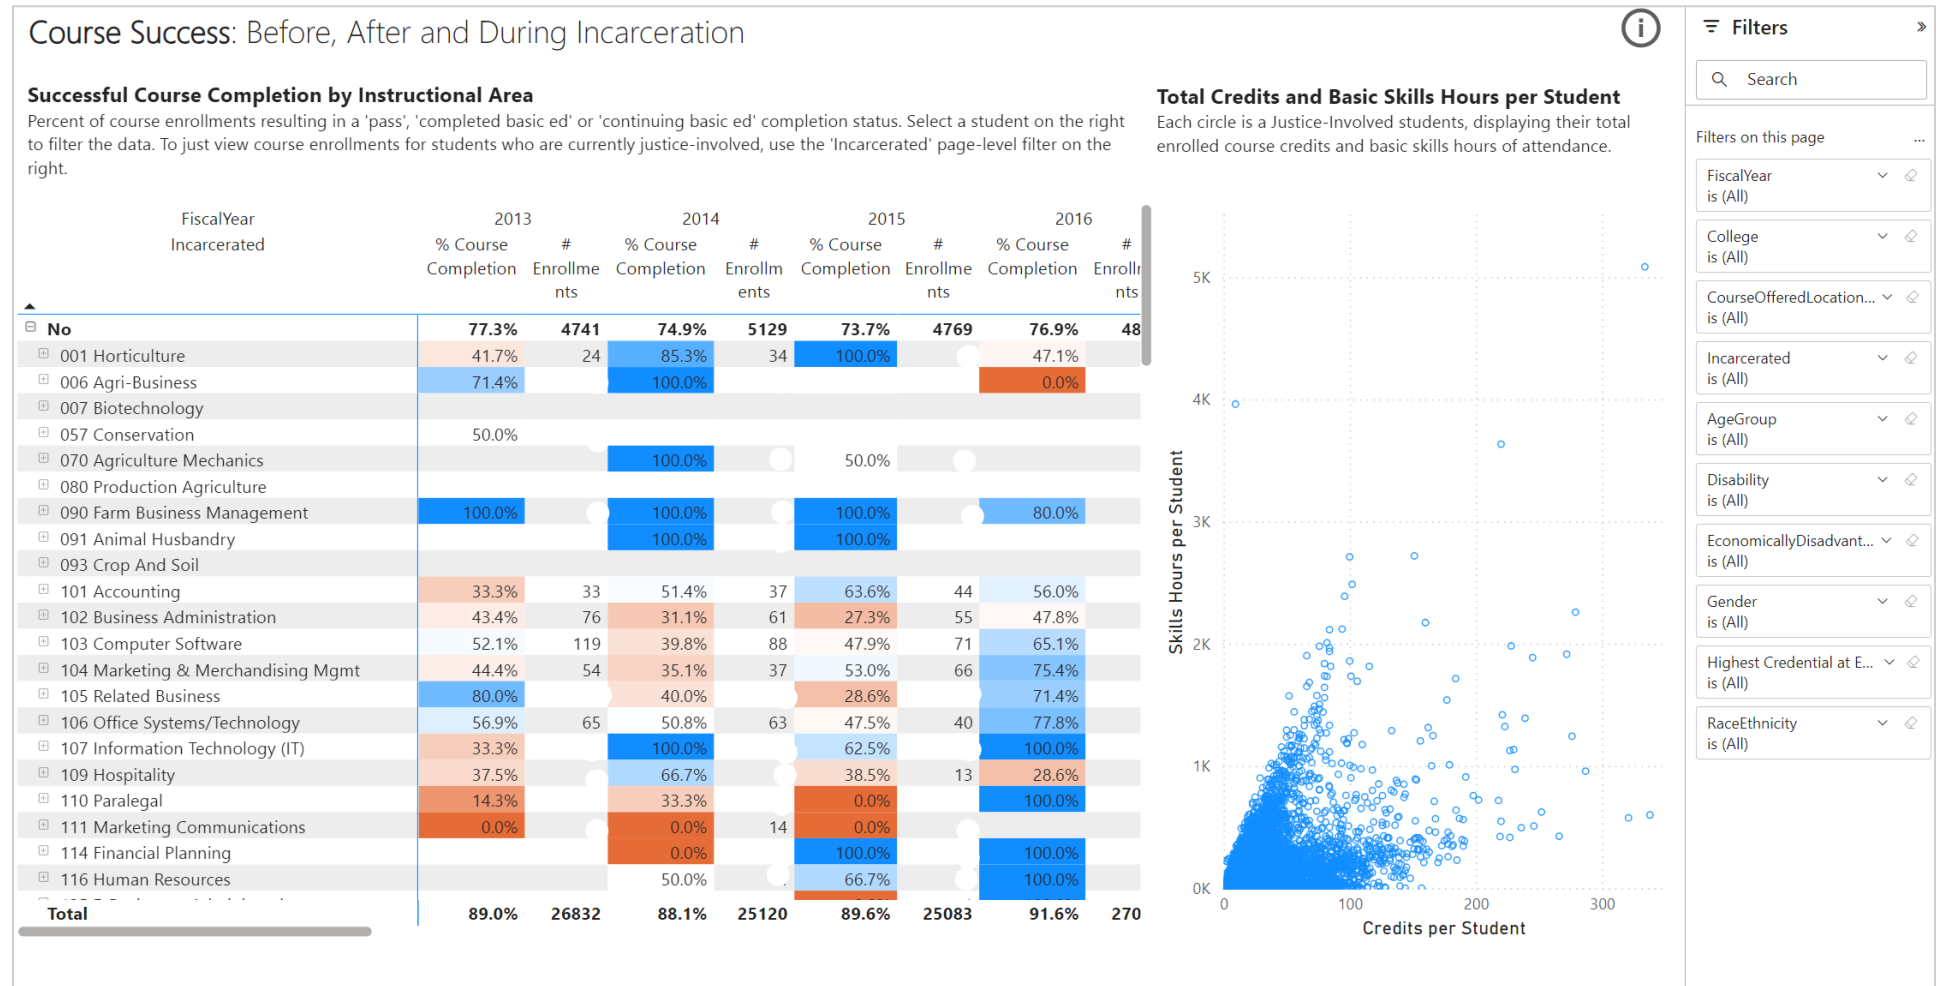 Course Success: Before, After and During Incarceration
Successful Course Completion by Instructional Area
Percent of course enrollments resulting in a 'pass', 'completed basic ed' or 'continuing basic ed' completion status. Select a student on the right
to filter the data. To just view course enrollments for students who are currently justice-involved, use the 'Incarcerated' page-level filter on the
right.
FiscalYear 2013 2014 2015 2016
Incarcerated % Course # % Course # % Course # % Course #
Completion Enrollme Completion Enrollm Completion Enrollme Completion Enrollr
nts ents nts nts
No 77.3% 4741 74.9% 5129 73.7% 4769 76.9% 48
001 Horticulture 41.7% 24 85.3% 34 100.0% 47.1%
006 Agri-Business 71.4% 100.0% 0.0%
007 Biotechnology
057 Conservation 50.0%
070 Agriculture Mechanics 100.0% 50.0%
080 Production Agriculture
090 Farm Business Management 100.0% 100.0% 100.0% 80.0%
091 Animal Husbandry 100.0% 100.0%
093 Crop And Soil
101 Accounting 33.3% 33 51.4% 37 63.6% 44 56.0%
102 Business Administration 43.4% 76 31.1% 61 27.3% 55 47.8%
103 Computer Software 52.1% 119 39.8% 88 47.9% 71 65.1%
104 Marketing & Merchandising Mgmt 44.4% 54 35.1% 37 53.0% 66 75.4%
105 Related Business 80.0% 40.0% 28.6% 71.4%
106 Office Systems/Technology 56.9% 65 50.8% 63 47.5% 40 77.8%
107 Information Technology (IT) 33.3% 100.0% 62.5% 100.0%
109 Hospitality 37.5% 66.7% 38.5% 13 28.6%
110 Paralegal 14.3% 33.3% 0.0% 100.0%
111 Marketing Communications 0.0% 0.0% 14 0.0%
114 Financial Planning 0.0% 100.0% 100.0%
116 Human Resources 50.0% 66.7% 100.0%
Total 89.0% 26832 88.1% 25120 89.6% 25083 91.6% 270
Total Credits and Basic Skills Hours per Student
Each circle is a Justice-Involved students, displaying their total
enrolled course credits and basic skills hours of attendance.
Skills Hours per Student
5K
4K
3K
2K
1K
0K
0 100 200 300
Credits per Student
Filters
Search
Filters on this page ...
FiscalYear
is (All)
College
is (All)
CourseOfferedLocation...
is (All)
Incarcerated
is (All)
AgeGroup
is (All)
Disability
is (All)
EconomicallyDisadvant...
is (All)
Gender
is (All)
Highest Credential at E...
is (All)
RaceEthnicity
is (All)